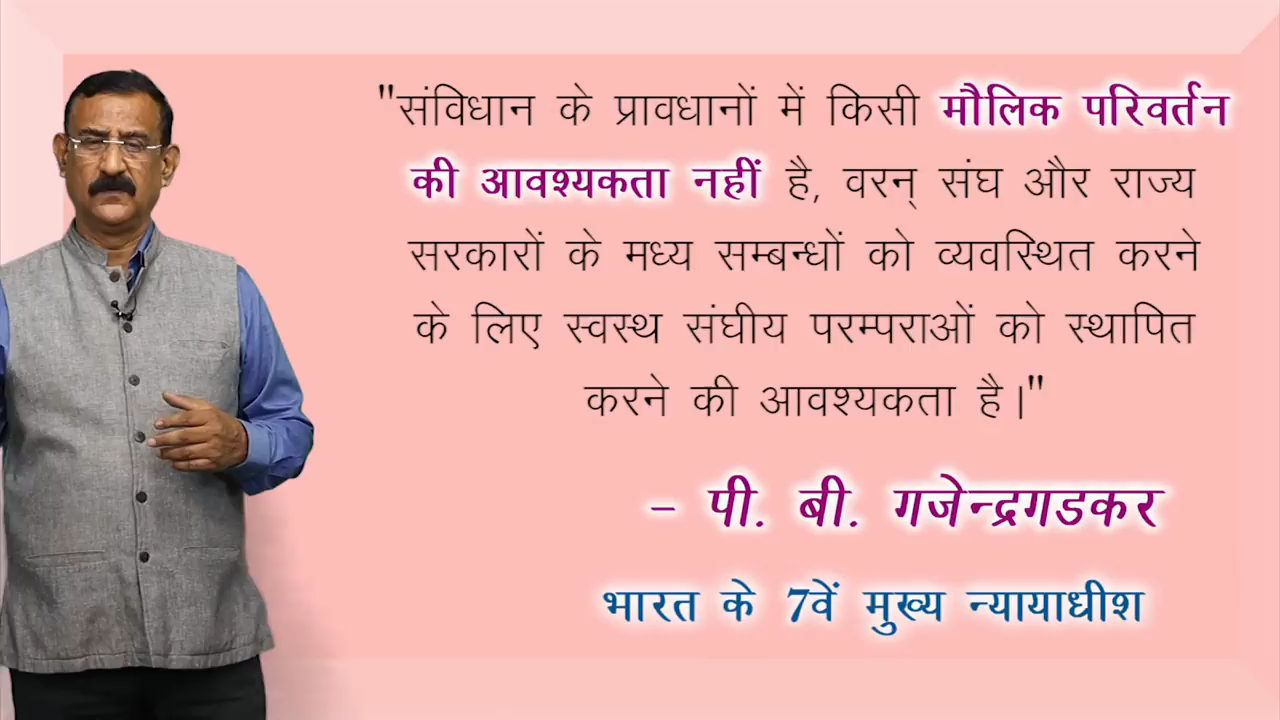 "संविधान के प्रावधानों में किसी मौलिक परिवर्तन
की आवश्यकता नहीं है, वरन् संघ और राज्य
सरकारों के मध्य सम्बन्धों को व्यवस्थित करने
के लिए स्वस्थ संघीय परम्पराओं को स्थापित
करने की आवश्यकता है।"
– पी. बी. गजेन्द्रगडकर
भारत के 7वें मुख्य न्यायाधीश